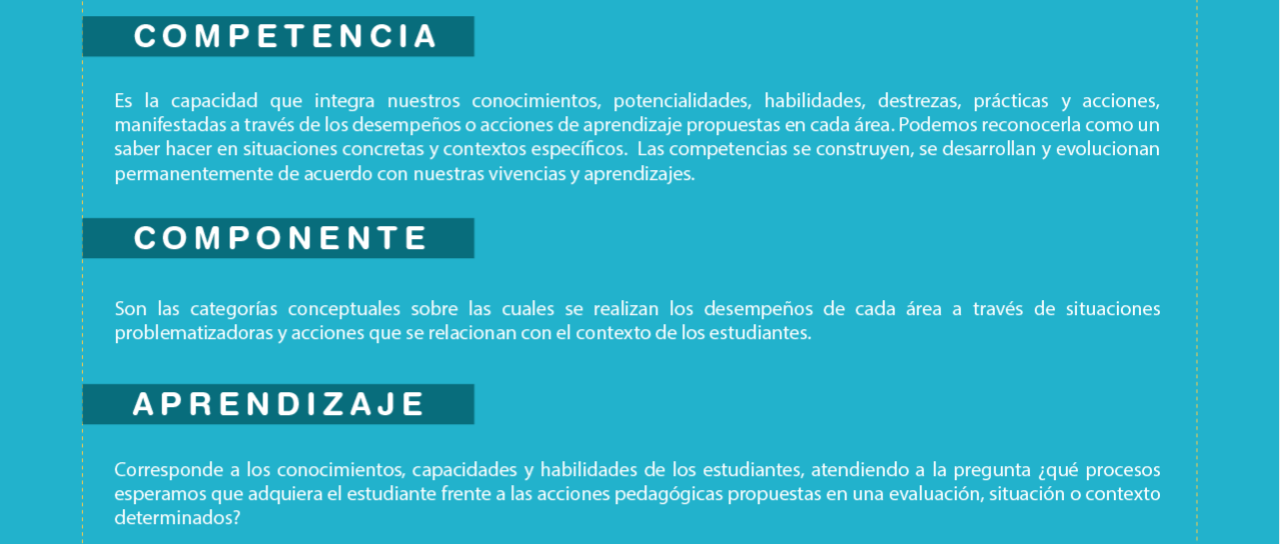 COMPETENCIA
Es la capacidad que integra nuestros conocimientos, potencialidades, habilidades, destrezas, prácticas y acciones,
manifestadas a través de los desempeños o acciones de aprendizaje propuestas en cada área. Podemos reconocerla como un
saber hacer en situaciones concretas y contextos específicos. Las competencias se construyen, se desarrollan y evolucionan
permanentemente de acuerdo con nuestras vivencias y aprendizajes.
COMPONENTE
Son las categorías conceptuales sobre las cuales se realizan los desempeños de cada área a través de situaciones
problematizadoras y acciones que se relacionan con el contexto de los estudiantes.
APRENDIZAJE
Corresponde a los conocimientos, capacidades y habilidades de los estudiantes, atendiendo a la pregunta ¿qué procesos
esperamos que adquiera el estudiante frente a las acciones pedagógicas propuestas en una evaluación, situación o contexto
determinados?